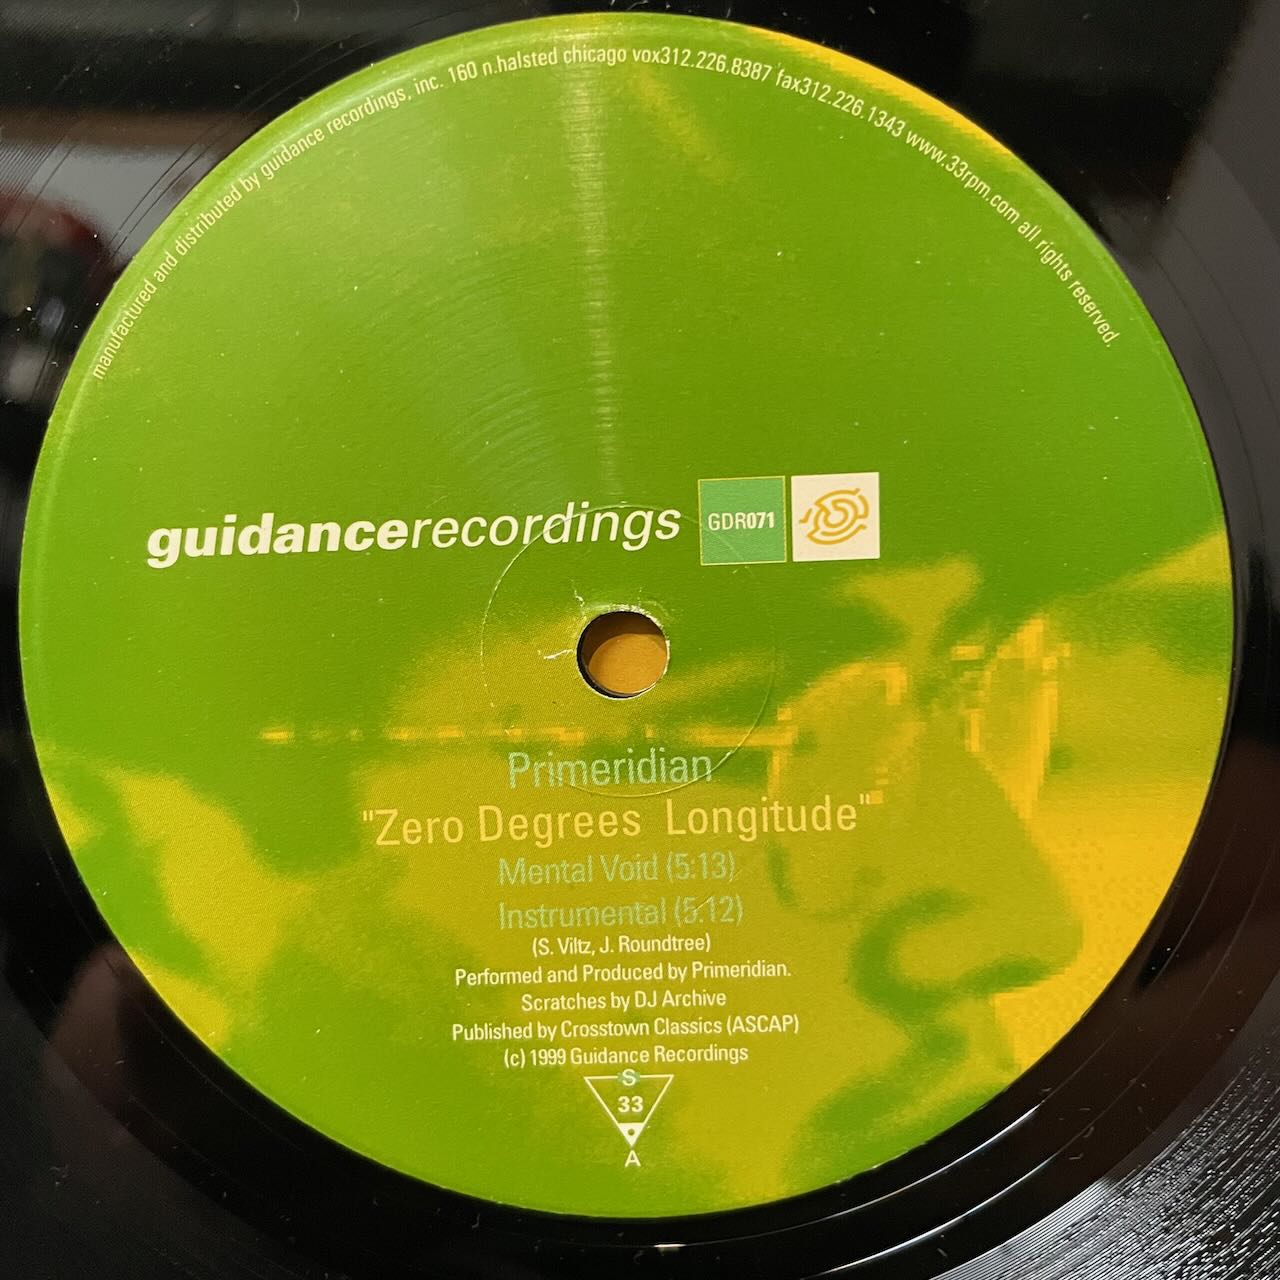 manufactured and distributed by guidance recordings, inc. 160 n.halsted chicago vox312.226.8387 fax312.226.1343 www.33rpm.com all rights reserved.
guidancerecordings GDR071
Primeridian
"Zero Degrees Longitude"
Mental Void (5:13)
Instrumental (5:12)
(S. Viltz, J. Roundtree)
Performed and Produced by Primeridian.
Scratches by DJ Archive
Published by Crosstown Classics (ASCAP)
(c) 1999 Guidance Recordings
S
33
A